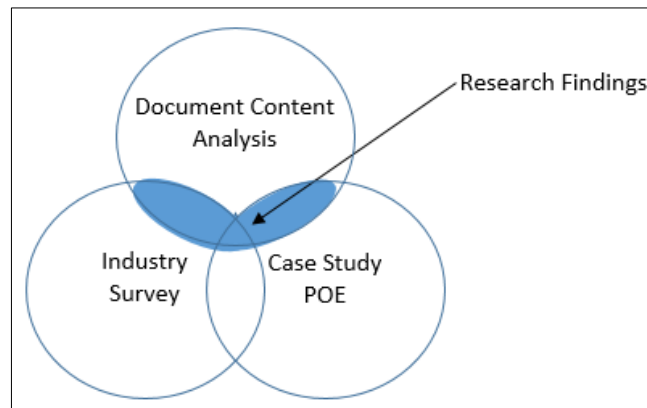 Research Findings
Document Content
Analysis
Industry
Survey
Case Study
POE